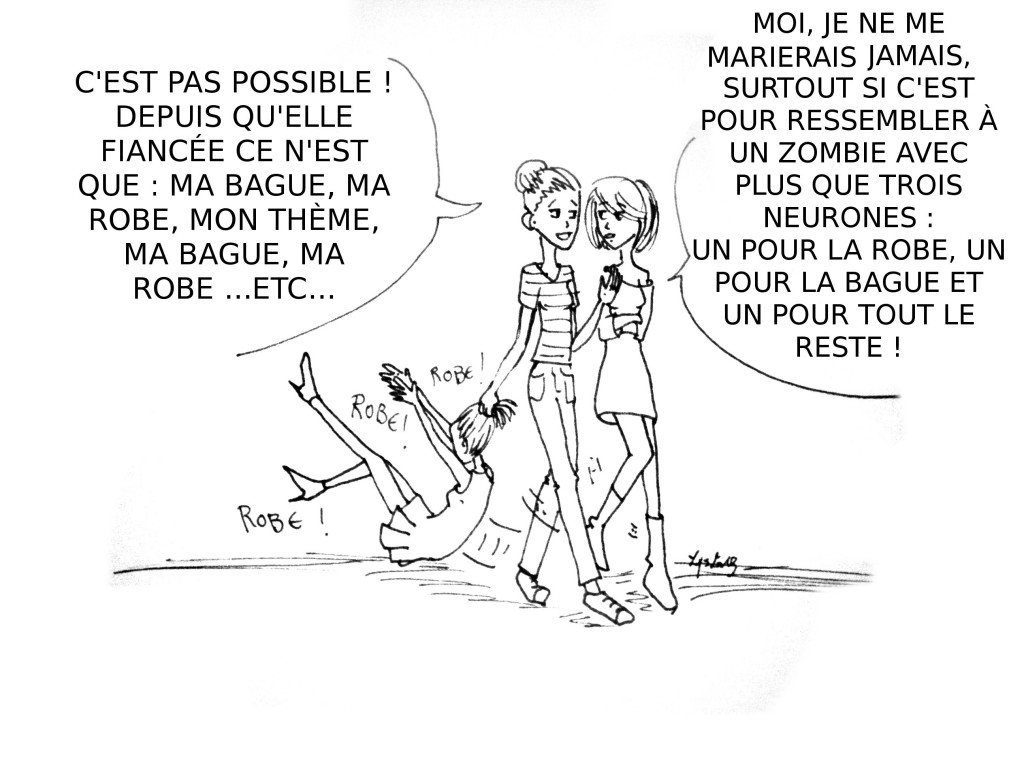 C'EST PAS POSSIBLE !
DEPUIS QU'ELLE
FIANCÉE CE N'EST
QUE : MA BAGUE, MA
ROBE, MON THÈME,
MA BAGUE, MA
ROBE ...ETC...
MOI, JE NE ME
MARIERAIS JAMAIS,
SURTOUT SI C'EST
POUR RESSEMBLER À
UN ZOMBIE AVEC
PLUS QUE TROIS
NEURONES :
UN POUR LA ROBE, UN
POUR LA BAGUE ET
UN POUR TOUT LE
RESTE !
ROBE !
ROBE !
ROBE !